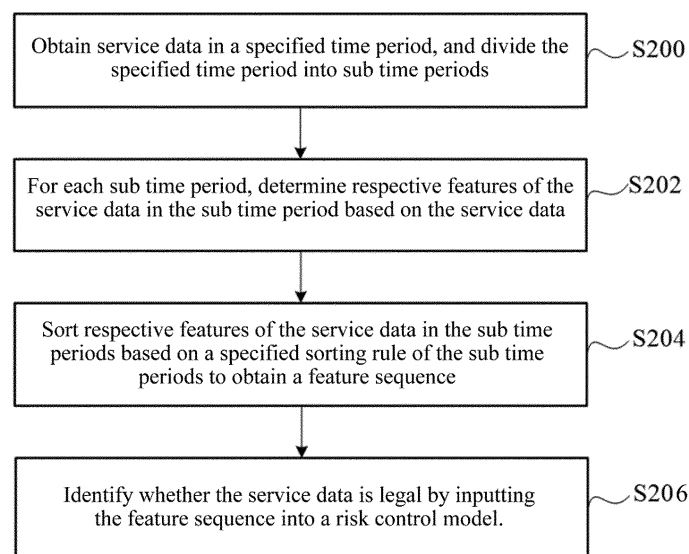 Obtain service data in a specified time period, and divide the
specified time period into sub time periods
S200
For each sub time period, determine respective features of the
service data in the sub time period based on the service data
S202
Sort respective features of the service data in the sub time
periods based on a specified sorting rule of the sub time
periods to obtain a feature sequence
S204
Identify whether the service data is legal by inputting
the feature sequence into a risk control model.
S206